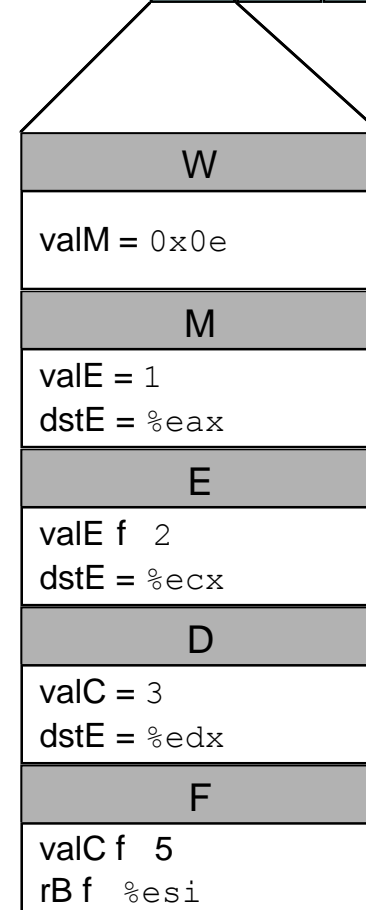 W
valM = 0x0e
M
valE = 1
dstE = %eax
E
valE f 2
dstE = %ecx
D
valC = 3
dstE = %edx
F
valC f 5
rB f %esi